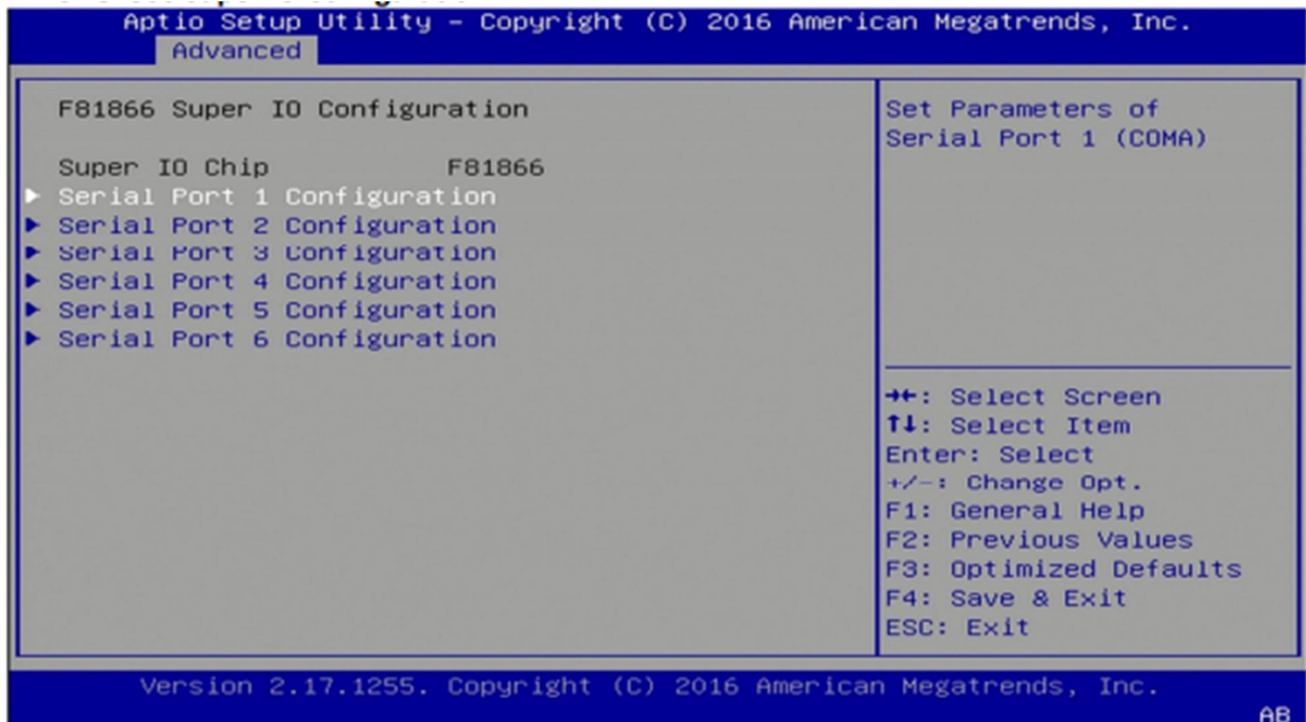 Aptio Setup Utility – Copyright (C) 2016 American Megatrends, Inc.
Advanced
F81866 Super IO Configuration
Super IO Chip F81866
▶ Serial Port 1 Configuration
▶ Serial Port 2 Configuration
▶ Serial Port 3 Configuration
▶ Serial Port 4 Configuration
▶ Serial Port 5 Configuration
▶ Serial Port 6 Configuration
Set Parameters of
Serial Port 1 (COMA)
→←: Select Screen
↑↓: Select Item
Enter: Select
+/-: Change Opt.
F1: General Help
F2: Previous Values
F3: Optimized Defaults
F4: Save & Exit
ESC: Exit
Version 2.17.1255. Copyright (C) 2016 American Megatrends, Inc.
AB